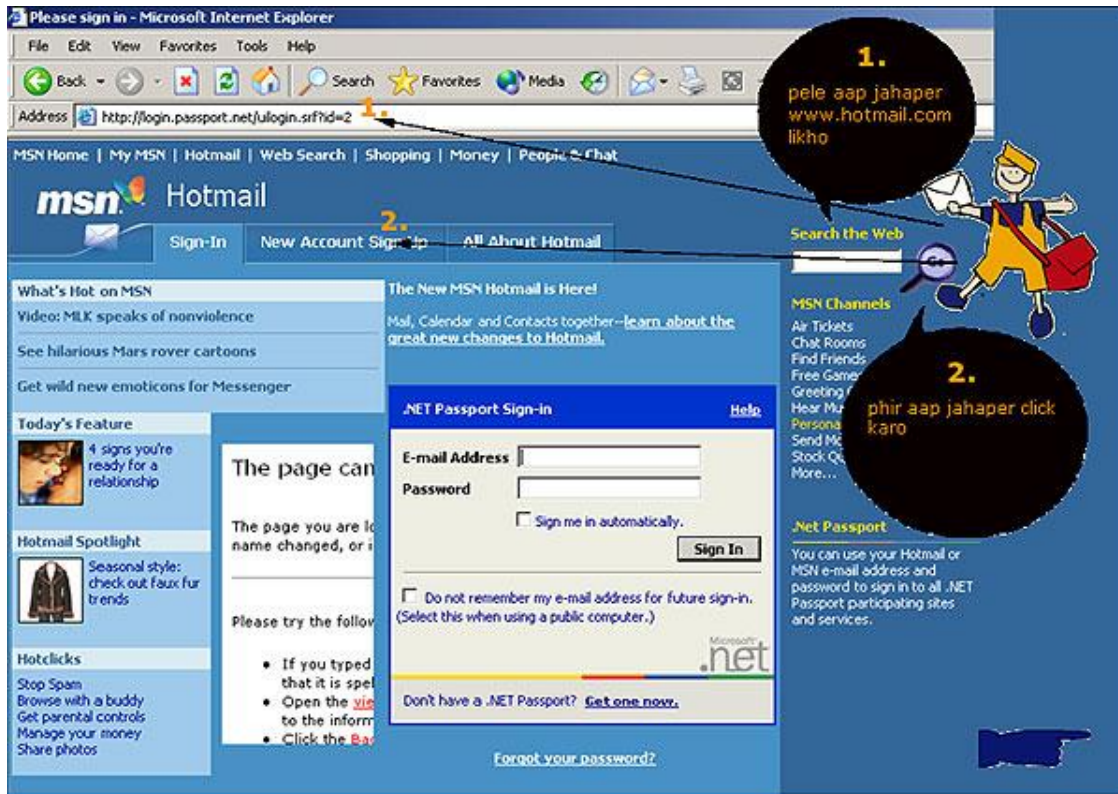 Please sign in - Microsoft Internet Explorer
File Edit View Favorites Tools Help
Back Search Favorites Media
Address http://login.passport.net/ulogin.srf?id=2
1.
1.
pele aap jahaper
www.hotmail.com
likho
MSN Home | My MSN | Hotmail | Web Search | Shopping | Money | People & Chat
msn Hotmail
2.
Sign-In New Account Sign Up All About Hotmail
Search the Web
Go
What's Hot on MSN
Video: MLK speaks of nonviolence
See hilarious Mars rover cartoons
Get wild new emoticons for Messenger
Today's Feature
4 signs you're
ready for a
relationship
Hotmail Spotlight
Seasonal style:
check out faux fur
trends
Hotclicks
Stop Spam
Browse with a buddy
Get parental controls
Manage your money
Share photos
The page can
The page you are lo
name changed, or i
Please try the follow
If you typed
that it is spel
Open the vie
to the inform
Click the Bac
The New MSN Hotmail is Here!
Mail, Calendar and Contacts together--learn about the
great new changes to Hotmail.
.NET Passport Sign-in Help
E-mail Address
Password
Sign me in automatically.
Sign In
Do not remember my e-mail address for future sign-in.
(Select this when using a public computer.)
Microsoft
.net
Don't have a .NET Passport? Get one now.
Forgot your password?
MSN Channels
Air Tickets
Chat Rooms
Find Friends
Free Game
Greeting
Hear Mu
Persona
Send Mo
Stock Qu
More...
2.
phir aap jahaper click
karo
.Net Passport
You can use your Hotmail or
MSN e-mail address and
password to sign in to all .NET
Passport participating sites
and services.